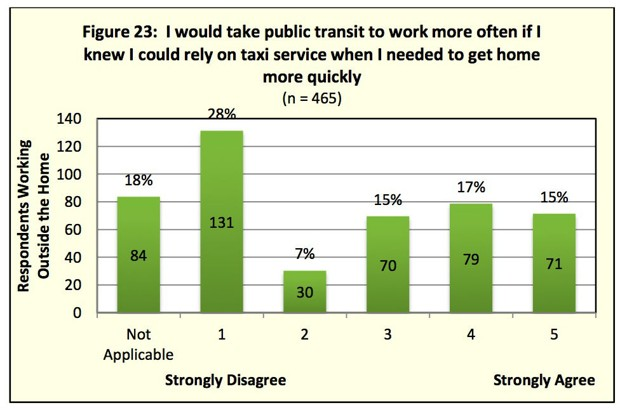 Figure 23:  I would take public transit to work more often if I
knew I could rely on taxi service when I needed to get home
more quickly
(n = 465)
Respondents Working
Outside the Home
140
120
100
80
60
40
20
0
18%
28%
7%
15%
17%
15%
84
131
30
70
79
71
Not
Applicable
1
2
3
4
5
Strongly Disagree
Strongly Agree